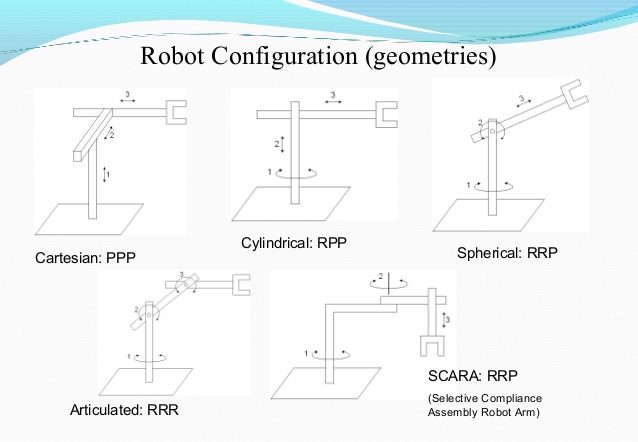 Robot Configuration (geometries)
3
2
1
Cartesian: PPP
3
2
1
Cylindrical: RPP
3
2
1
Spherical: RRP
3
2
1
Articulated: RRR
2
3
1
SCARA: RRP
(Selective Compliance
Assembly Robot Arm)